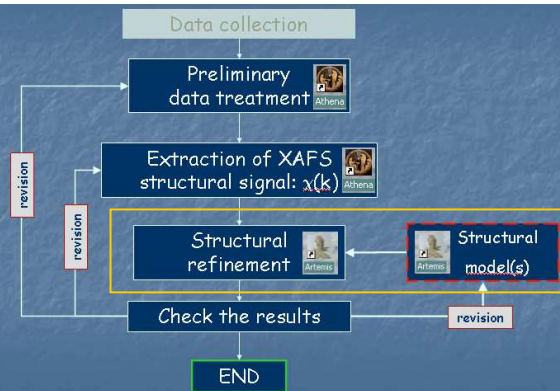 Data collection
Preliminary
data treatment
Athena
revision
Extraction of XAFS
structural signal: χ(k)
Athena
revision
Structural
refinement
Artemis
Structural
model(s)
Artemis
Check the results
revision
END